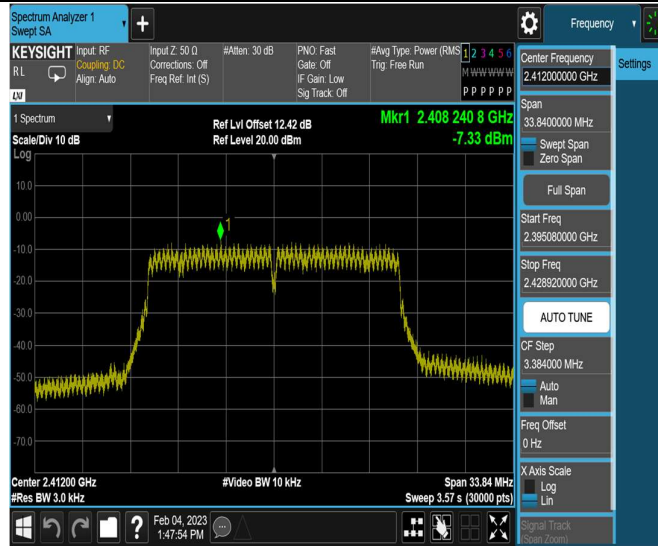 Spectrum Analyzer 1
Swept SA
+
Frequency
KEYSIGHT
RL
LXI
Input: RF
Coupling: DC
Align: Auto
Input Z: 50 Ω
Corrections: Off
Freq Ref: Int (S)
#Atten: 30 dB
PNO: Fast
Gate: Off
IF Gain: Low
Sig Track: Off
#Avg Type: Power (RMS
Trig: Free Run
1 2 3 4 5 6
M W W W W W
P P P P P P
1 Spectrum
Scale/Div 10 dB
Log
Ref Lvl Offset 12.42 dB
Ref Level 20.00 dBm
Mkr1 2.408 240 8 GHz
-7.33 dBm
10.0
0.00
-10.0
-20.0
-30.0
-40.0
-50.0
-60.0
-70.0
1
Center 2.41200 GHz
#Res BW 3.0 kHz
#Video BW 10 kHz
Span 33.84 MHz
Sweep 3.57 s (30000 pts)
Feb 04, 2023
1:47:54 PM
?
Center Frequency
2.412000000 GHz
Span
33.8400000 MHz
Swept Span
Zero Span
Full Span
Start Freq
2.395080000 GHz
Stop Freq
2.428920000 GHz
AUTO TUNE
CF Step
3.384000 MHz
Auto
Man
Freq Offset
0 Hz
X Axis Scale
Log
Lin
Signal Track
(Span Zoom)
Settings